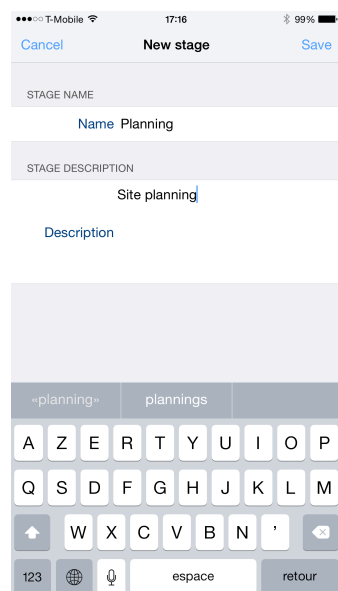 T-Mobile 17:16 99%
Cancel New stage Save
STAGE NAME
Name Planning
STAGE DESCRIPTION
Site planning
Description
«planning» plannings
A Z E R T Y U I O P
Q S D F G H J K L M
W X C V B N '
123 espace retour